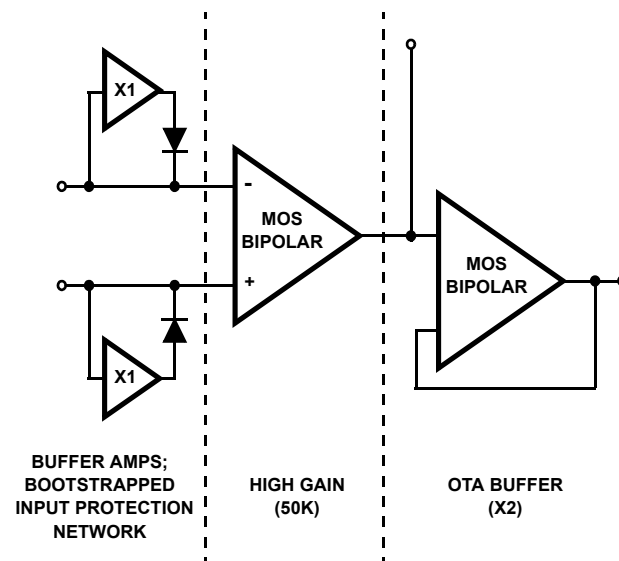 X1
-
MOS
BIPOLAR
+
MOS
BIPOLAR
X1
BUFFER AMPS;
BOOTSTRAPPED
INPUT PROTECTION
NETWORK
HIGH GAIN
(50K)
OTA BUFFER
(X2)